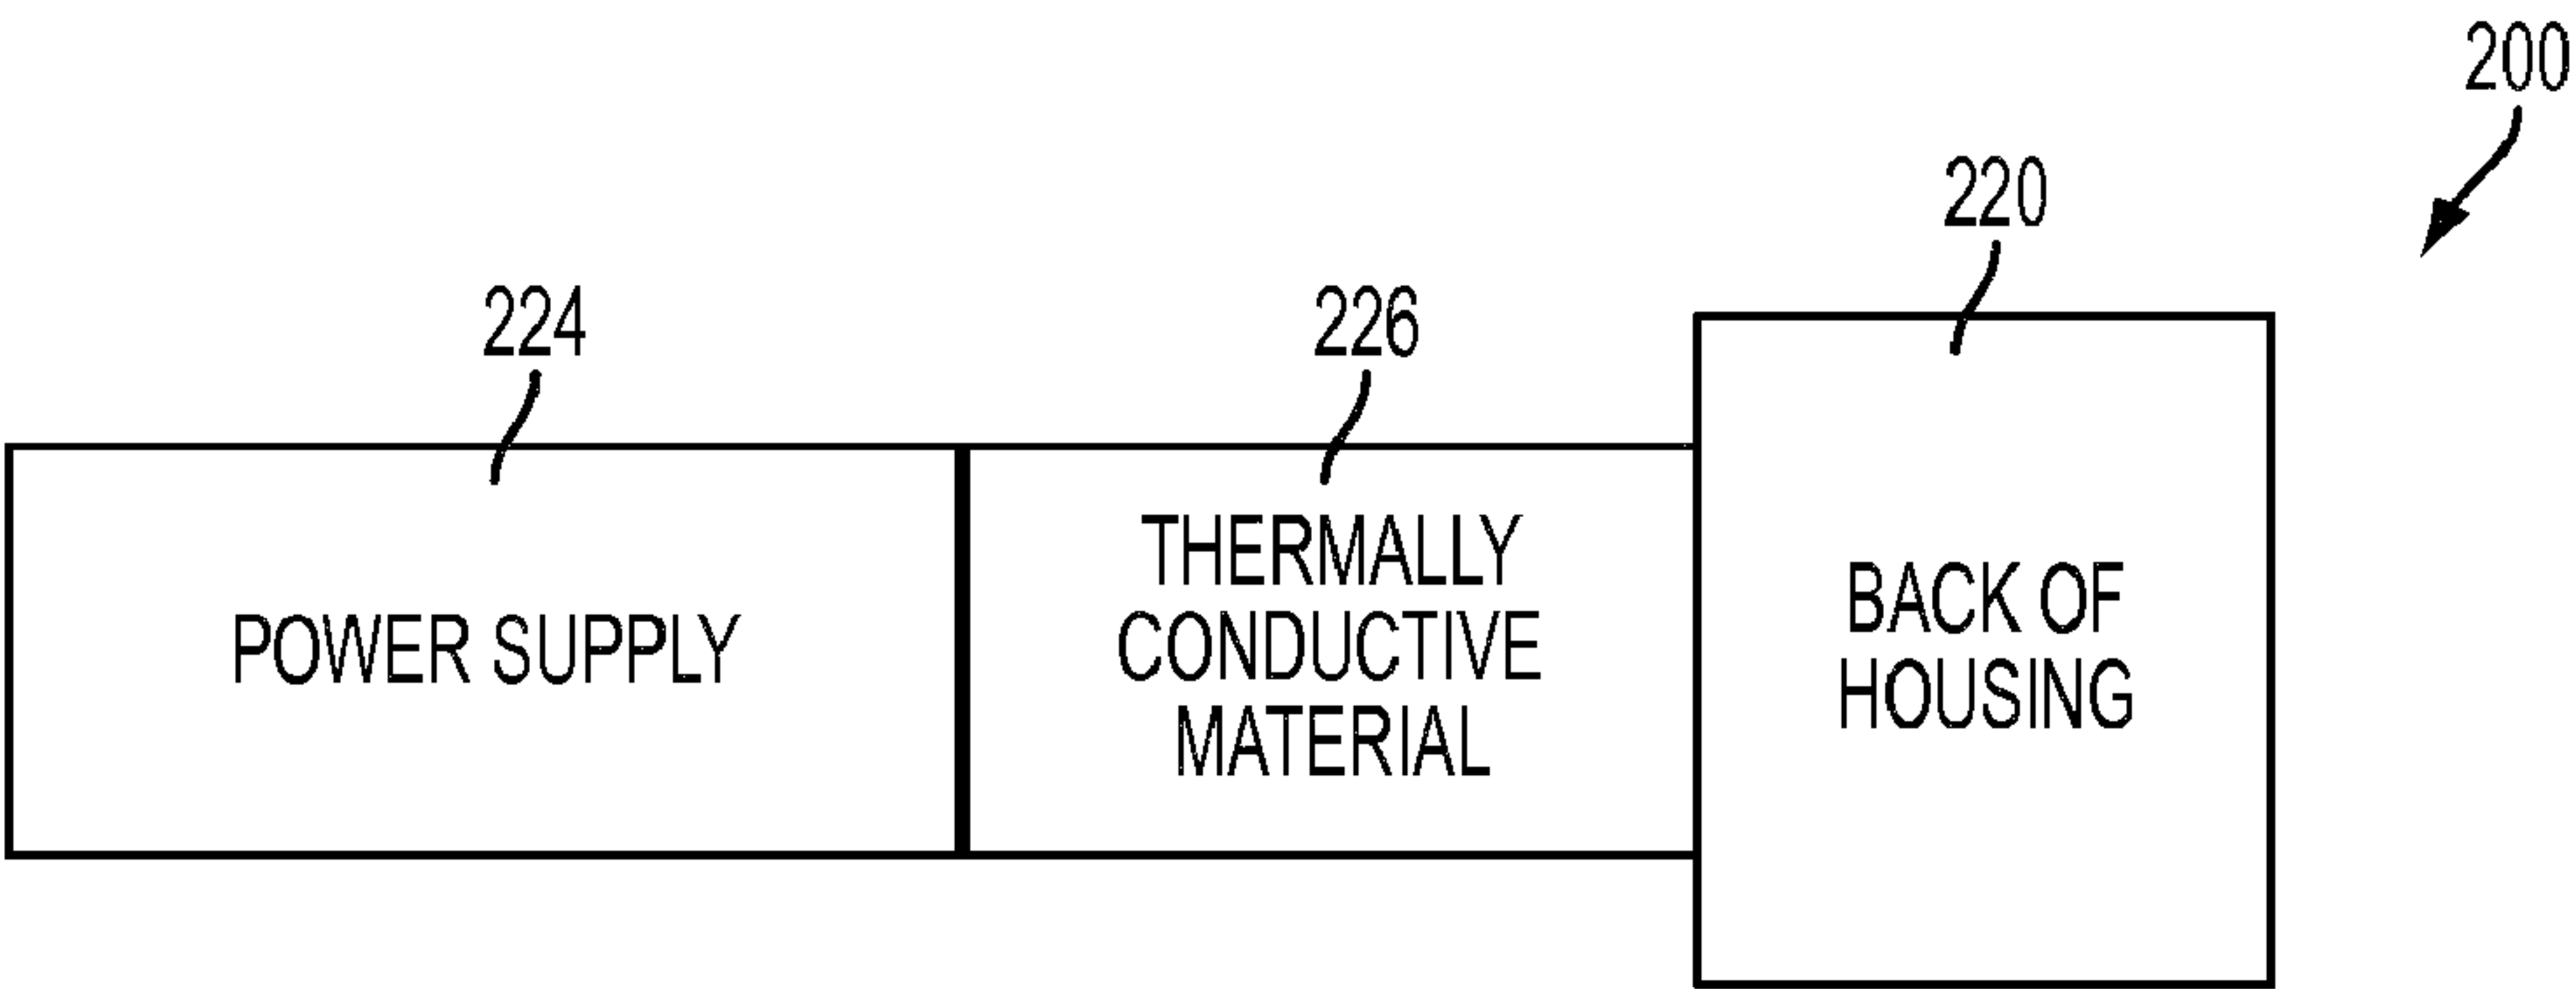 200
220
224
226
POWER SUPPLY
THERMALLY
CONDUCTIVE
MATERIAL
BACK OF
HOUSING